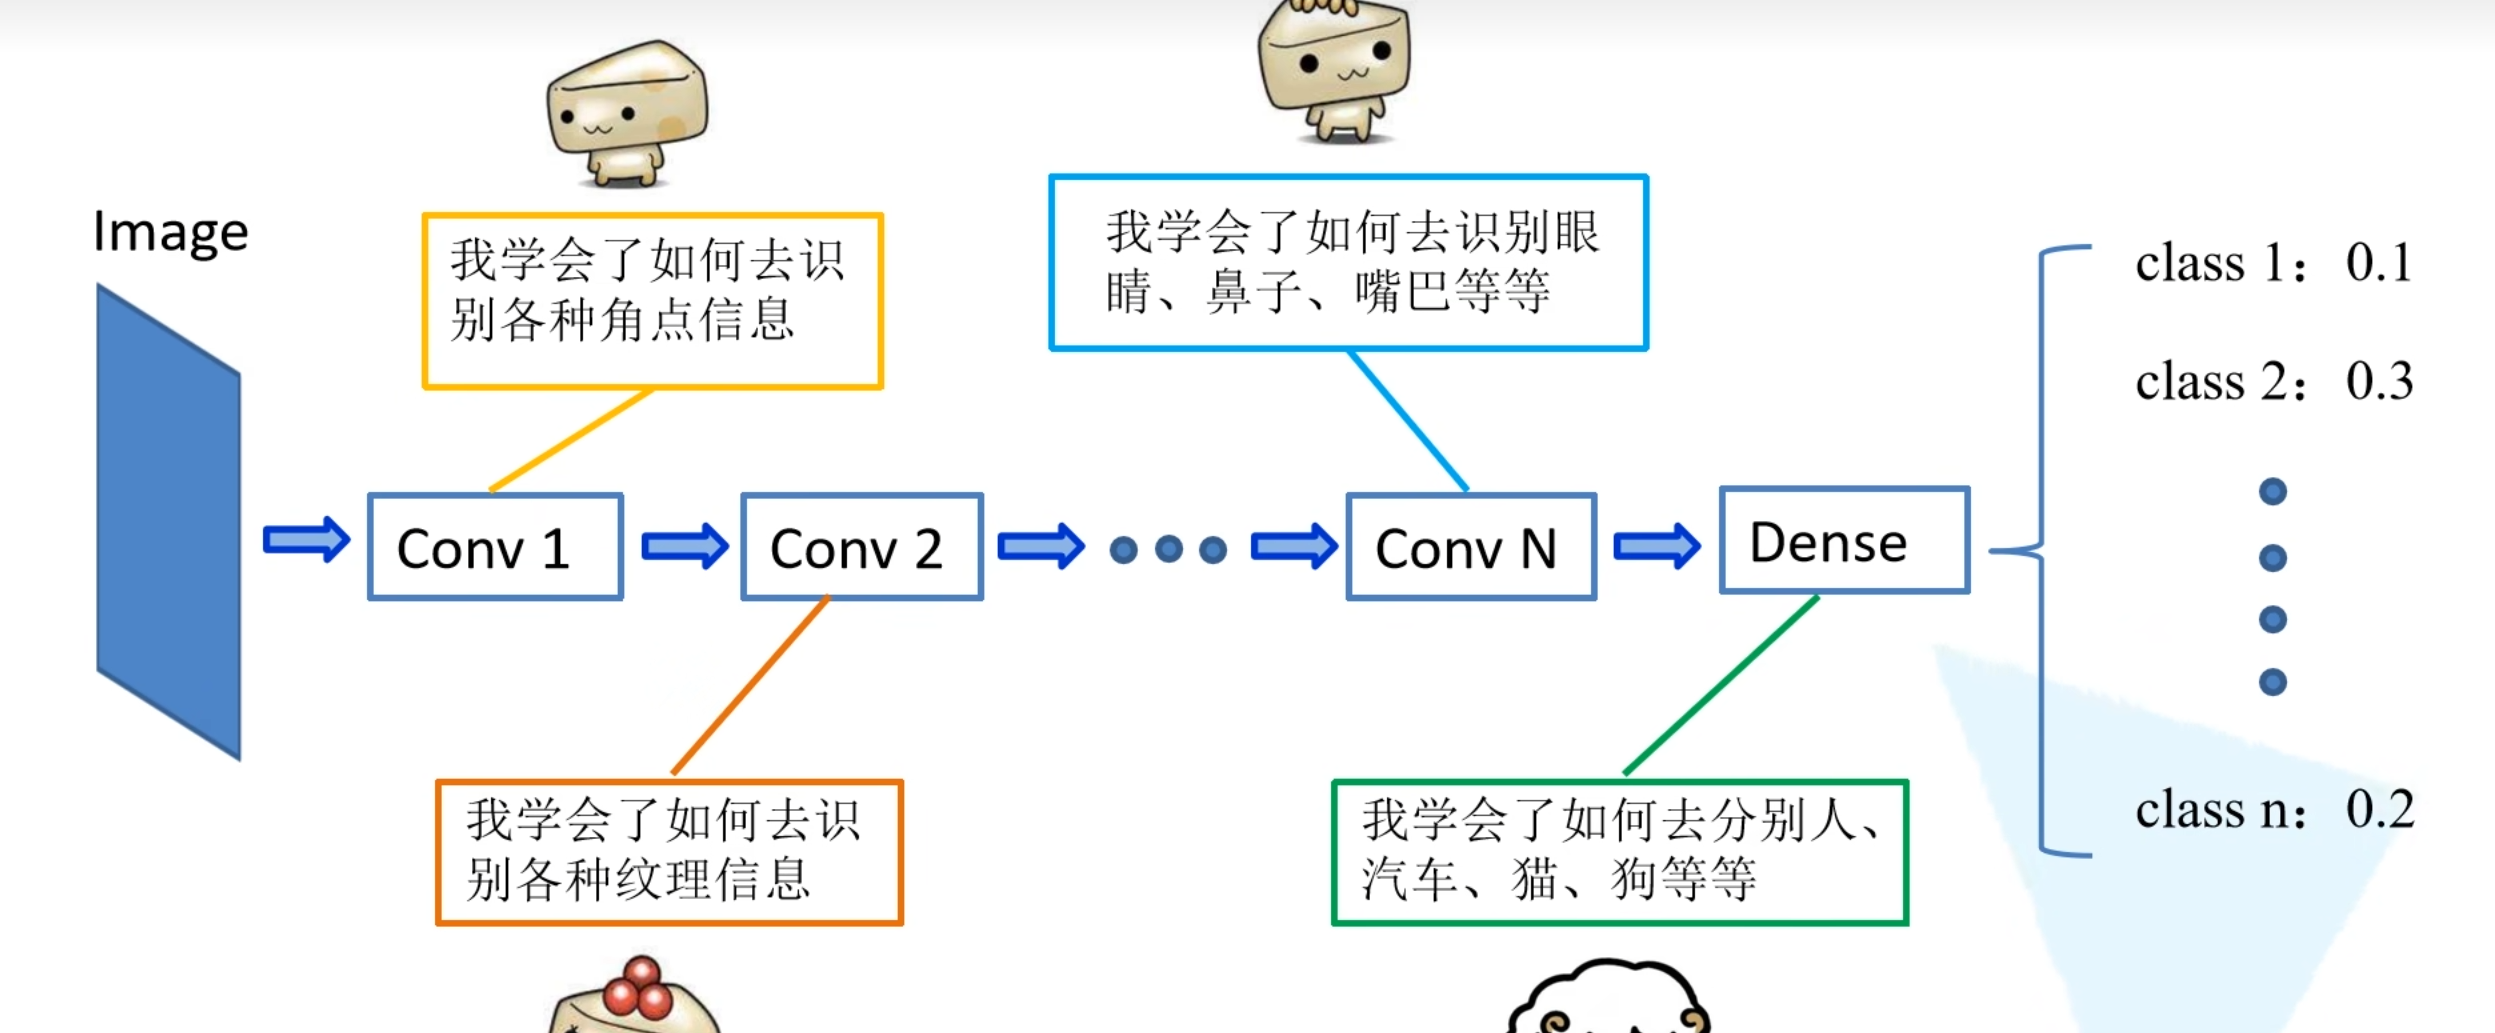 Image
我学会了如何去识
别各种角点信息
我学会了如何去识别眼
睛、鼻子、嘴巴等等
Conv 1
Conv 2
Conv N
Dense
我学会了如何去识
别各种纹理信息
我学会了如何去分别人、
汽车、猫、狗等等
class 1：0.1
class 2：0.3
class n：0.2